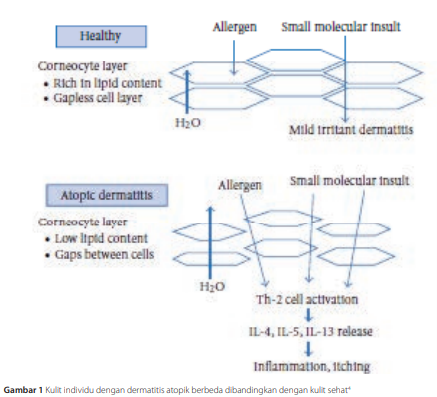 Healthy
Allergen
Small molecular insult
Corneocyte layer
• Rich in lipid content
• Gapless cell layer
H2O
Mild irritant dermatitis
Atopic dermatitis
Allergen
Small molecular insult
Corneocyte layer
• Low lipid content
• Gaps between cells
H2O
Th-2 cell activation
IL-4, IL-5, IL-13 release
Inflammation, itching
Gambar 1 Kulit individu dengan dermatitis atopik berbeda dibandingkan dengan kulit sehat